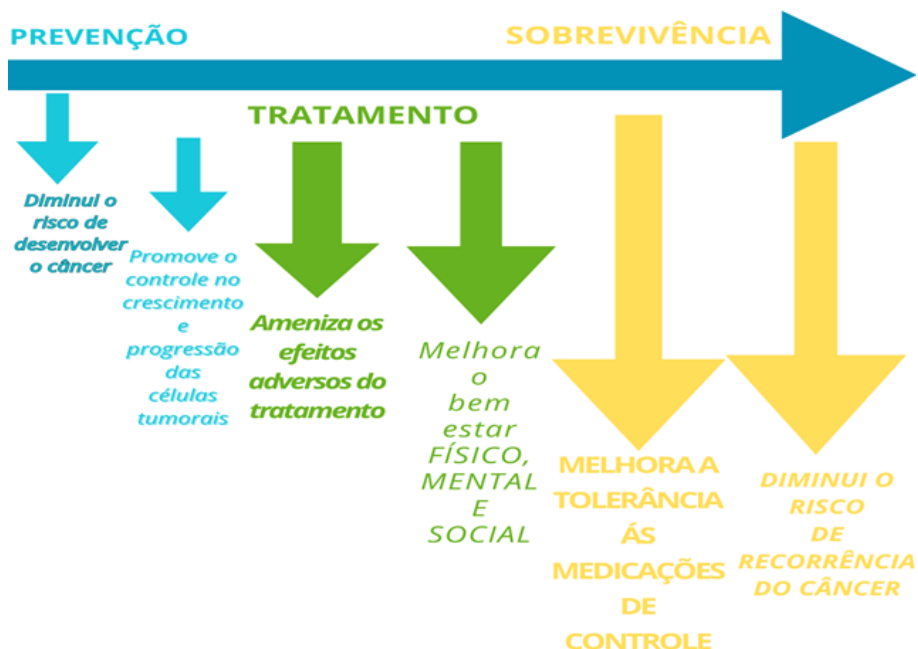 PREVENÇÃO
SOBREVIVÊNCIA
TRATAMENTO
Diminui o
risco de
desenvolver
o câncer
Promove o
controle no
crescimento
e
progressão
das
células
tumorais
Ameniza os
efeitos
adversos do
tratamento
Melhora
o
bem
estar
FÍSICO,
MENTAL
E
SOCIAL
MELHORA A
TOLERÂNCIA
ÁS
MEDICAÇÕES
DE
CONTROLE
DIMINUI O
RISCO
DE
RECORRÊNCIA
DO CÂNCER